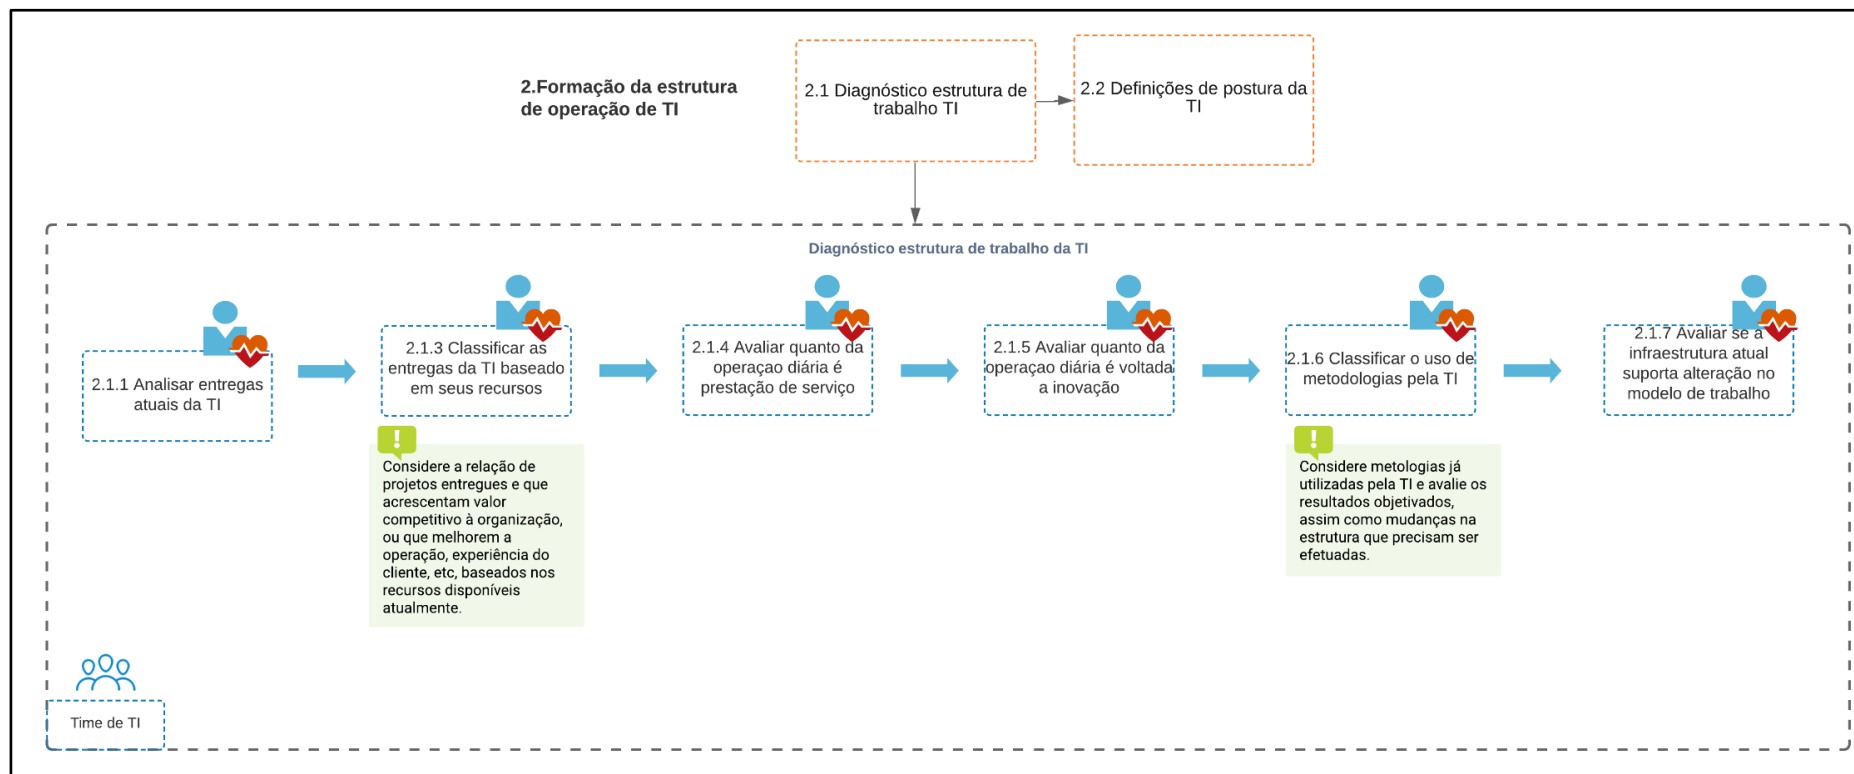 2.Formação da estrutura
de operação de TI
2.1 Diagnóstico estrutura de
trabalho TI
2.2 Definições de postura da
TI
Diagnóstico estrutura de trabalho da TI
2.1.1 Analisar entregas
atuais da TI
2.1.3 Classificar as
entregas da TI baseado
em seus recursos
2.1.4 Avaliar quanto da
operaçao diária é
prestação de serviço
2.1.5 Avaliar quanto da
operaçao diária é voltada
a inovação
2.1.6 Classificar o uso de
metodologias pela TI
2.1.7 Avaliar se a
infraestrutura atual
suporta alteração no
modelo de trabalho
!
Considere a relação de
projetos entregues e que
acrescentam valor
competitivo à organização,
ou que melhorem a
operação, experiência do
cliente, etc, baseados nos
recursos disponíveis
atualmente.
!
Considere metologias já
utilizadas pela TI e avalie os
resultados objetivados,
assim como mudanças na
estrutura que precisam ser
efetuadas.
Time de TI